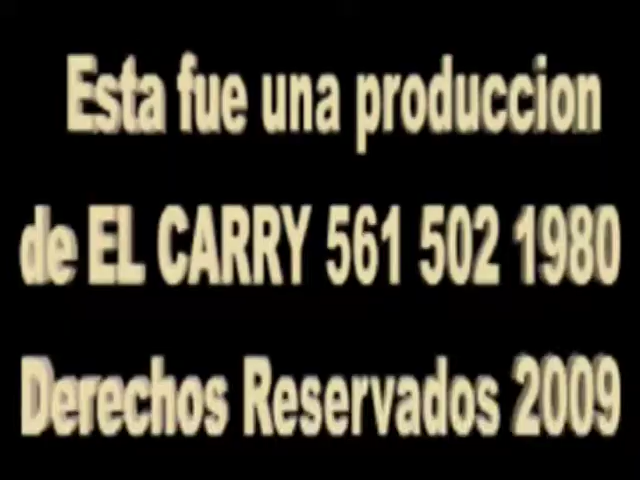 Esta fue una produccion
de EL CARRY 561 502 1980
Derechos Reservados 2009